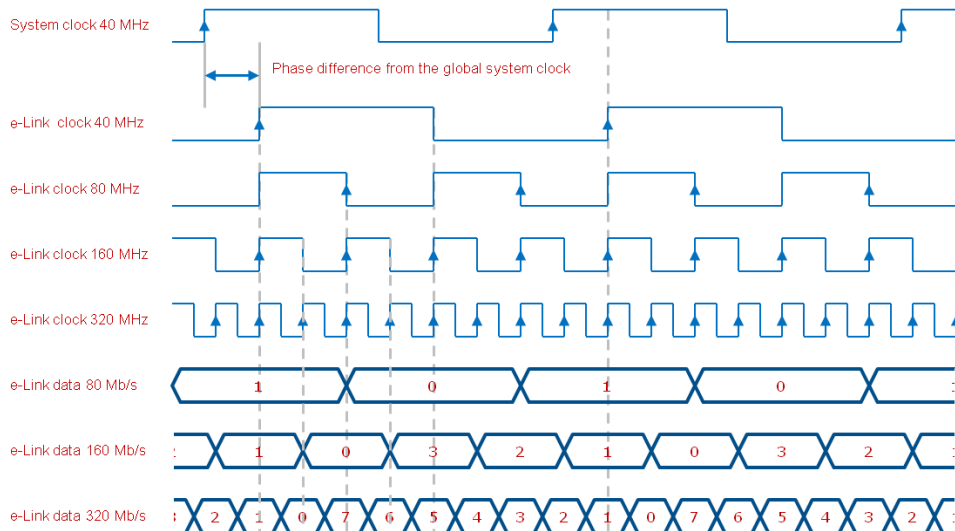 System clock 40 MHz
Phase difference from the global system clock
e-Link clock 40 MHz
e-Link clock 80 MHz
e-Link clock 160 MHz
e-Link clock 320 MHz
e-Link data 80 Mb/s 1 0 1 0 1
e-Link data 160 Mb/s 1 0 3 2 1 0 3 2 1
e-Link data 320 Mb/s 2 1 0 7 6 5 4 3 2 1 0 7 6 5 4 3 2 1